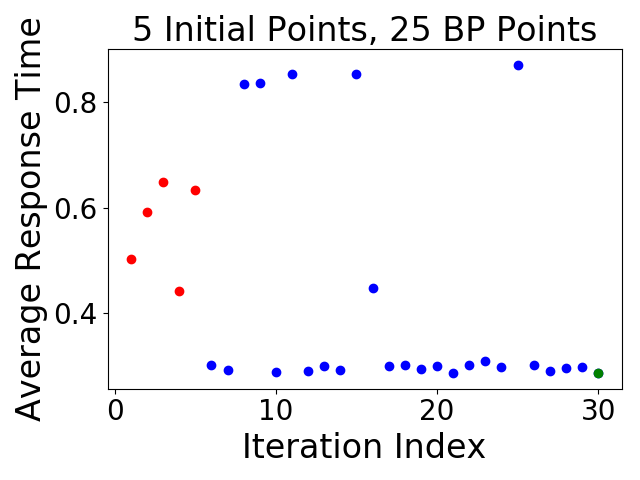 5 Initial Points, 25 BP Points
Average Response Time
0.8
0.6
0.4
0
10
20
30
Iteration Index